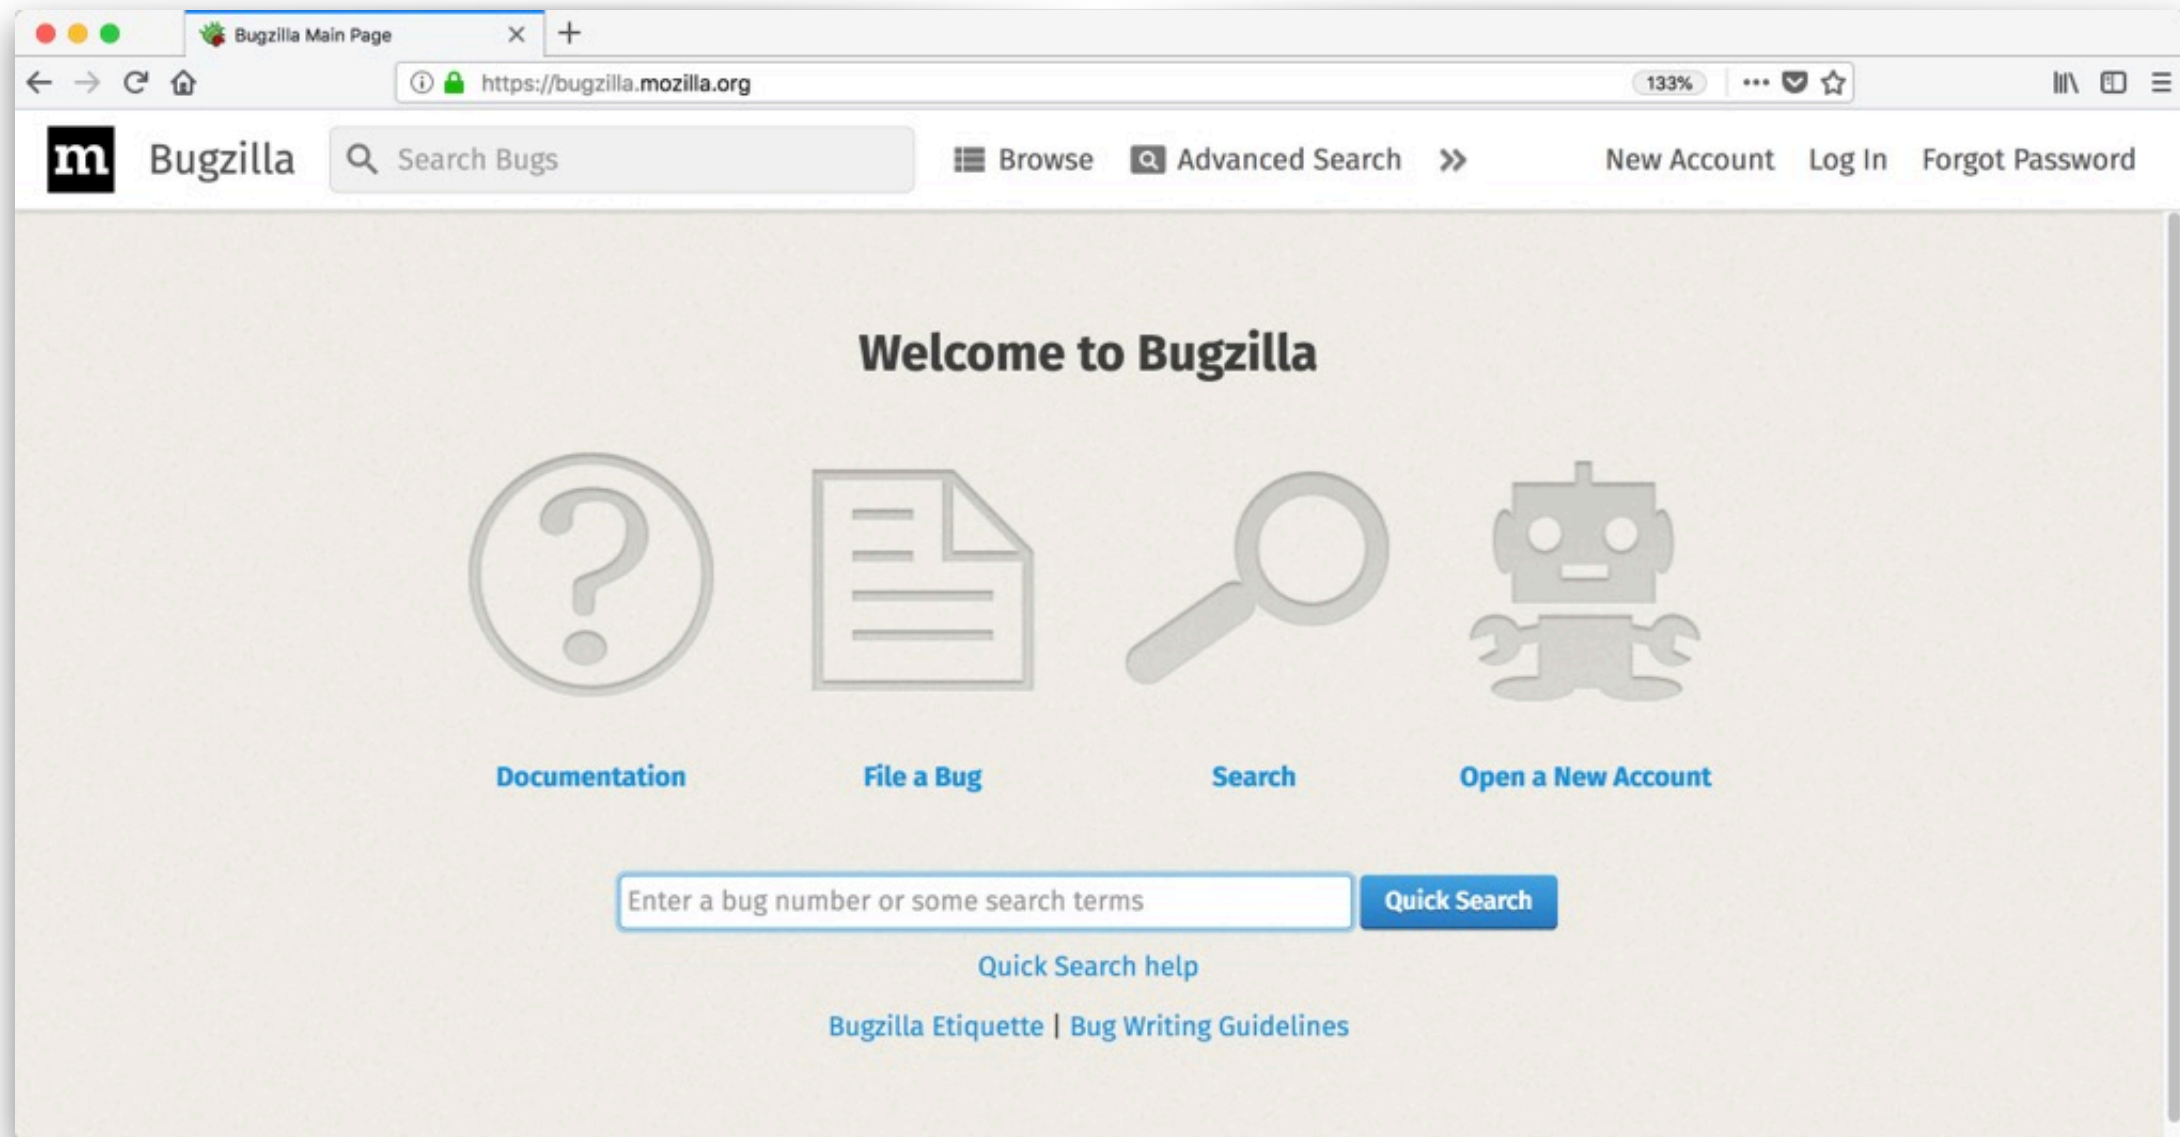 Bugzilla Main Page
https://bugzilla.mozilla.org 133%
m Bugzilla Search Bugs Browse Advanced Search New Account Log In Forgot Password
Welcome to Bugzilla
?
Documentation File a Bug Search Open a New Account
Enter a bug number or some search terms Quick Search
Quick Search help
Bugzilla Etiquette | Bug Writing Guidelines